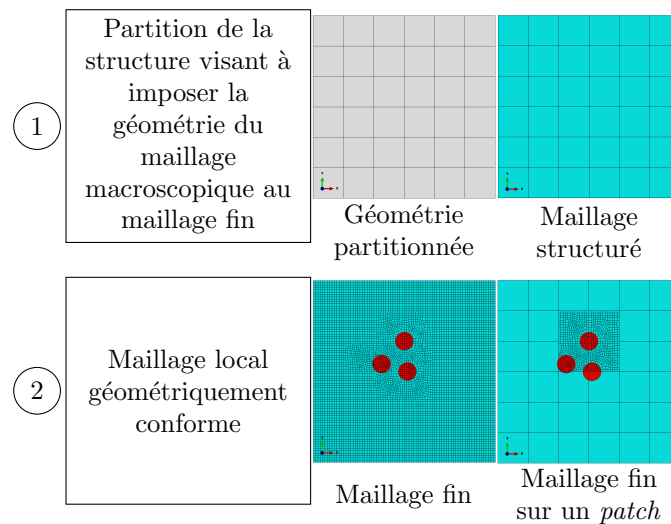 1
Partition de la
structure visant à
imposer la
géométrie du
maillage
macroscopique au
maillage fin
Géométrie
partitionnée
Maillage
structuré
2
Maillage local
géométriquement
conforme
Maillage fin
Maillage fin
sur un patch